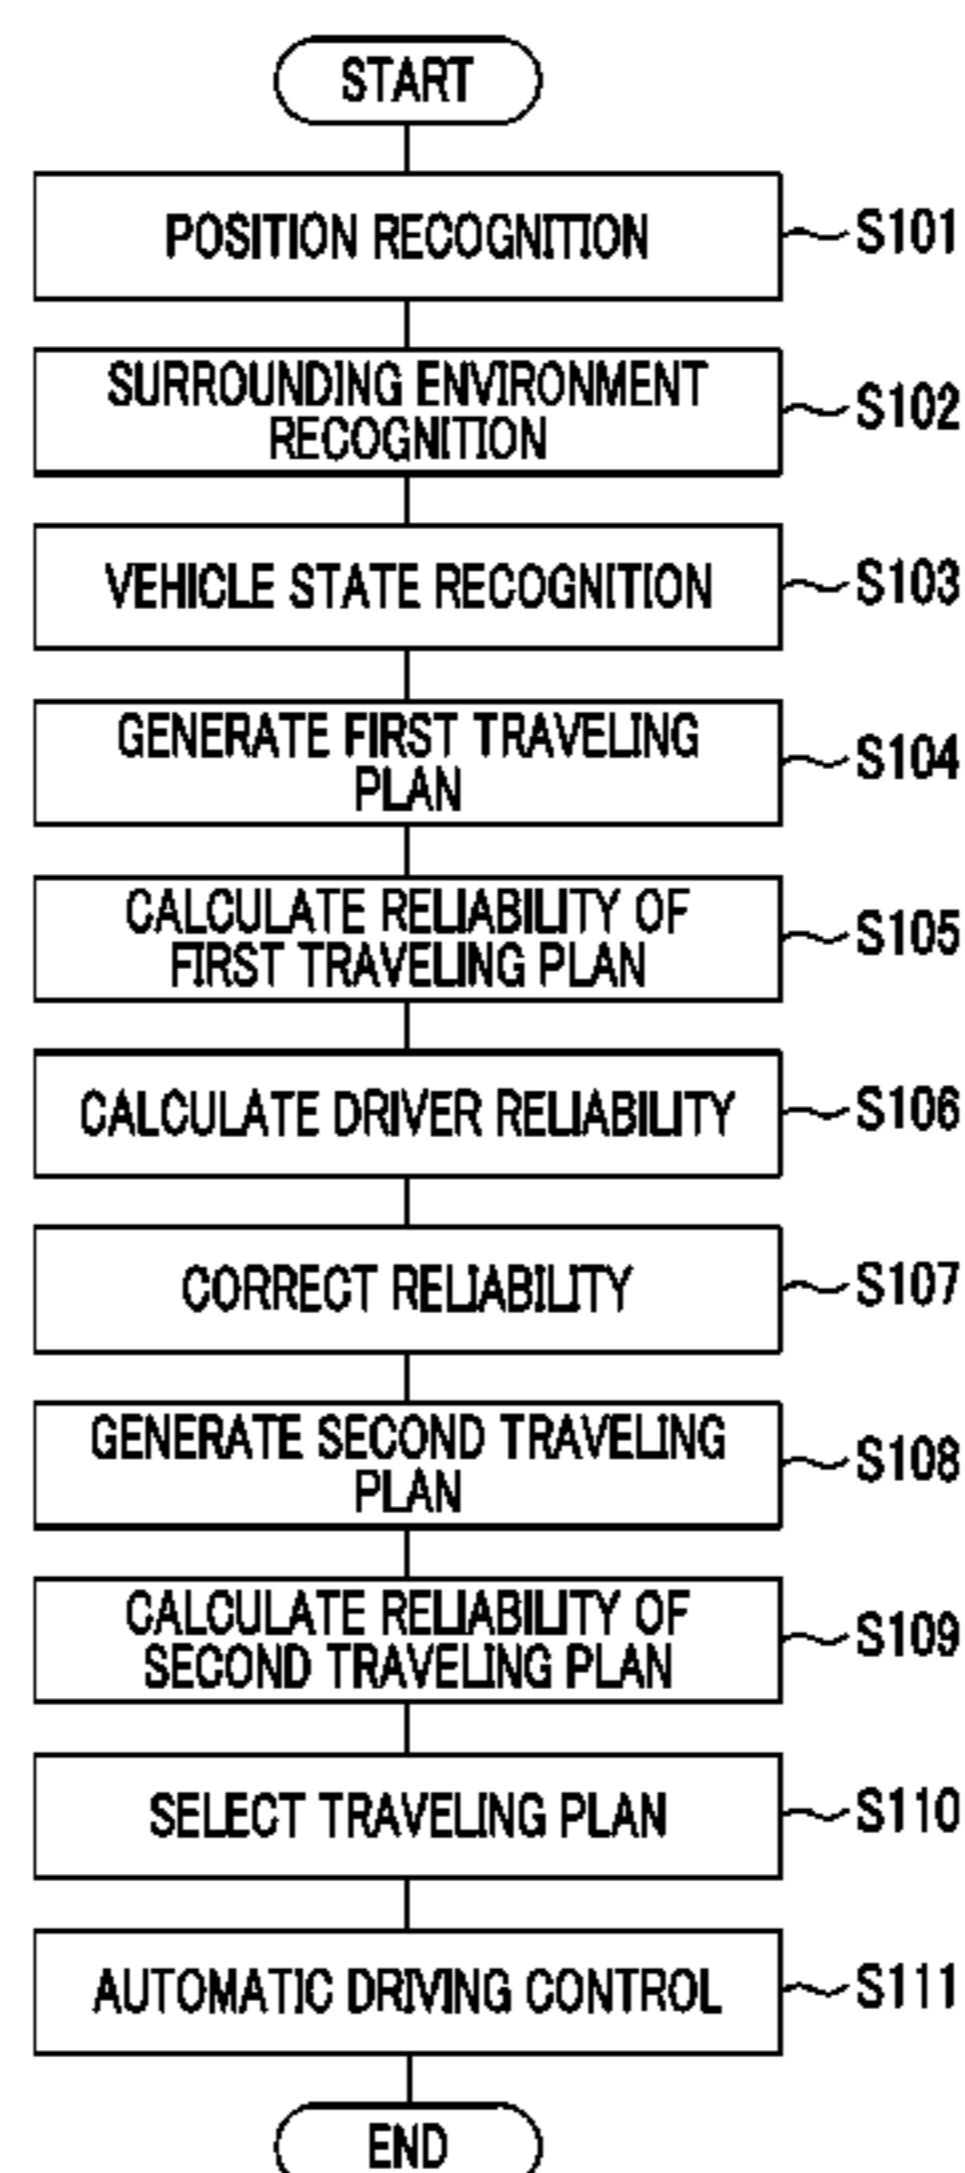 START
POSITION RECOGNITION
S101
SURROUNDING ENVIRONMENT
RECOGNITION
S102
VEHICLE STATE RECOGNITION
S103
GENERATE FIRST TRAVELING
PLAN
S104
CALCULATE RELIABILITY OF
FIRST TRAVELING PLAN
S105
CALCULATE DRIVER RELIABILITY
S106
CORRECT RELIABILITY
S107
GENERATE SECOND TRAVELING
PLAN
S108
CALCULATE RELIABILITY OF
SECOND TRAVELING PLAN
S109
SELECT TRAVELING PLAN
S110
AUTOMATIC DRIVING CONTROL
S111
END